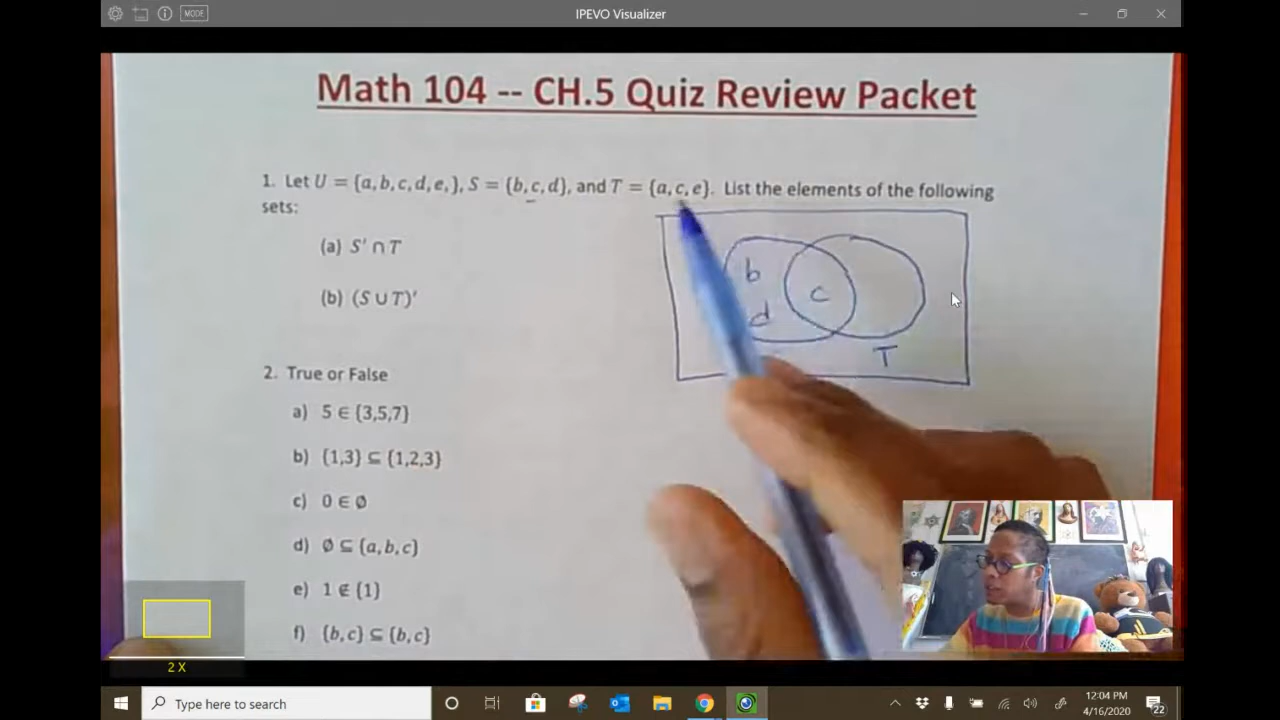 MODE
IPEVO Visualizer
Math 104 -- CH.5 Quiz Review Packet
1. Let U = {a, b, c, d, e, }, S = {b, c, d}, and T = {a, c, e}. List the elements of the following
sets:
(a) S′ ∩ T
(b) (S ∪ T)′
b
c
d
T
2. True or False
a) 5 ∈ {3,5,7}
b) {1,3} ⊆ {1,2,3}
c) 0 ∈ ∅
d) ∅ ⊆ {a, b, c}
e) 1 ∉ {1}
f) {b, c} ⊆ {b, c}
2 X
Type here to search
12:04 PM
4/16/2020
22